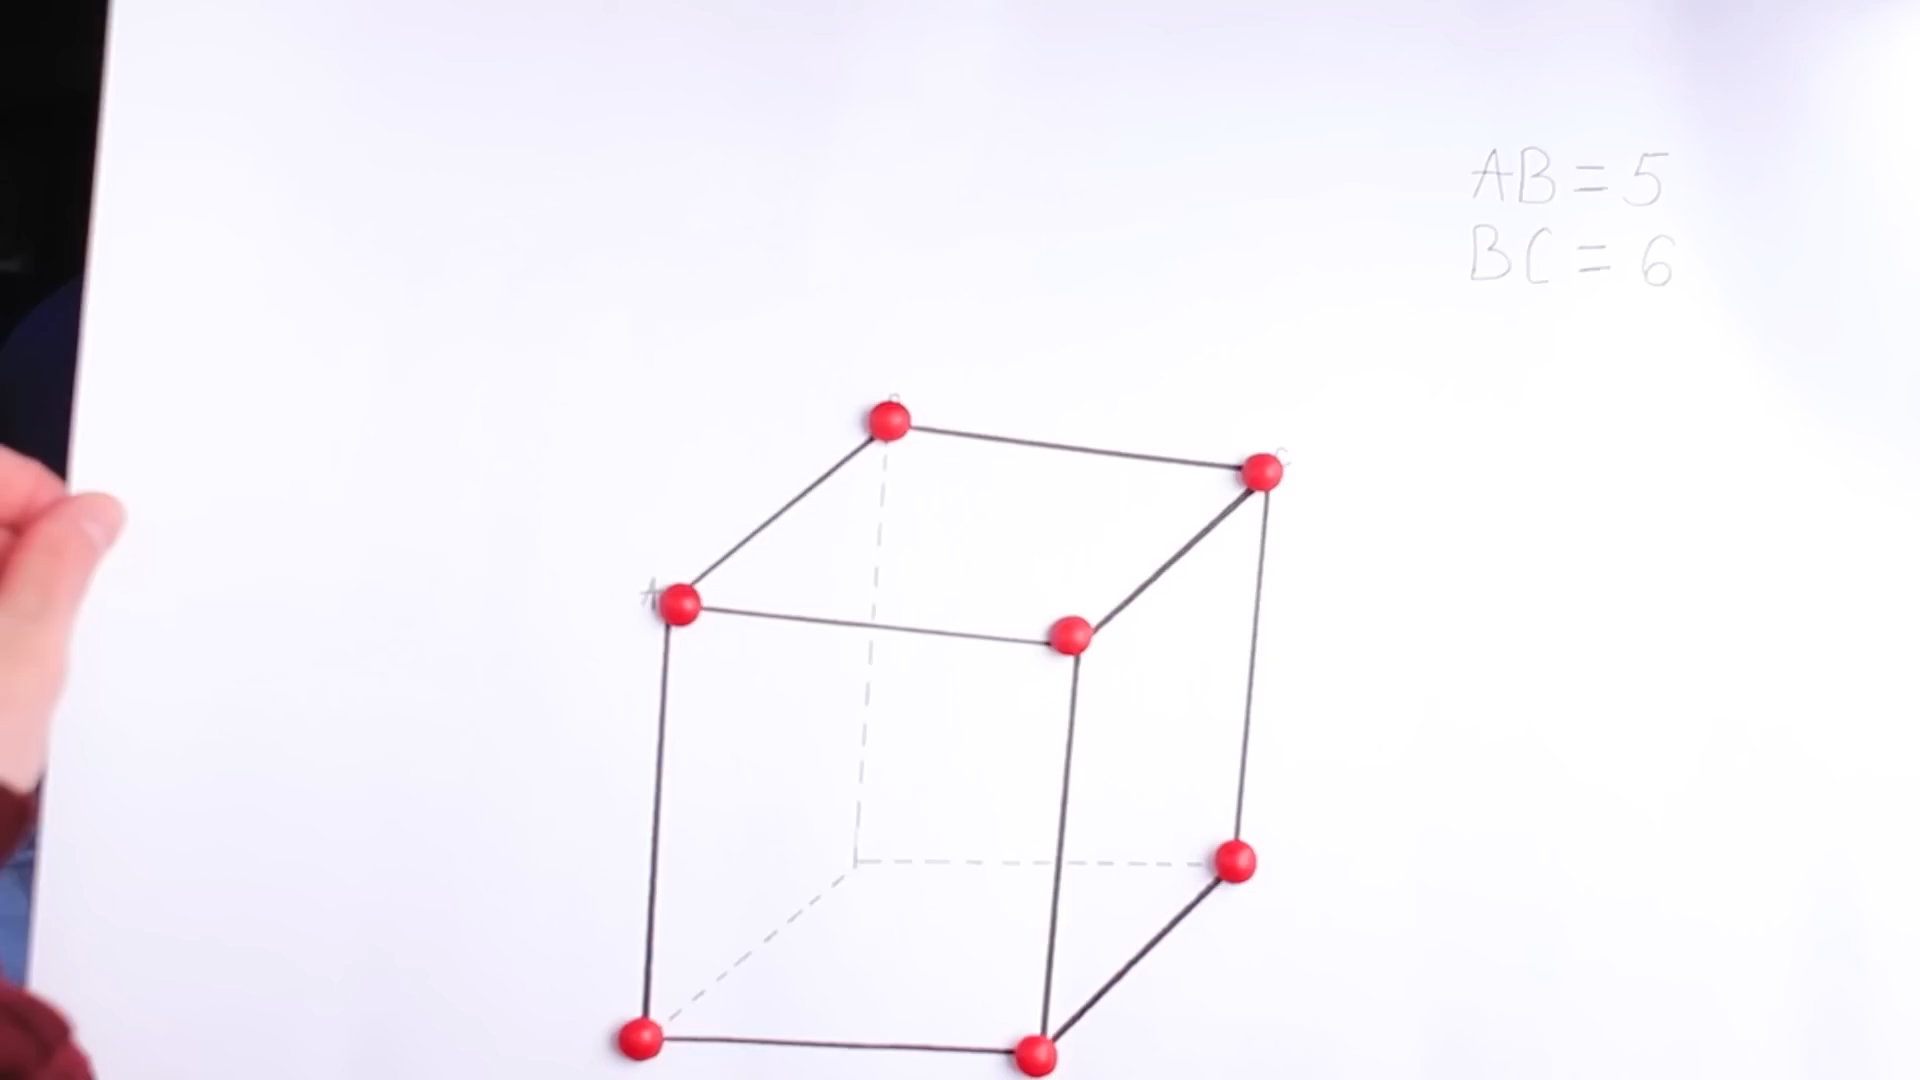 AB = 5
BC = 6
A
C